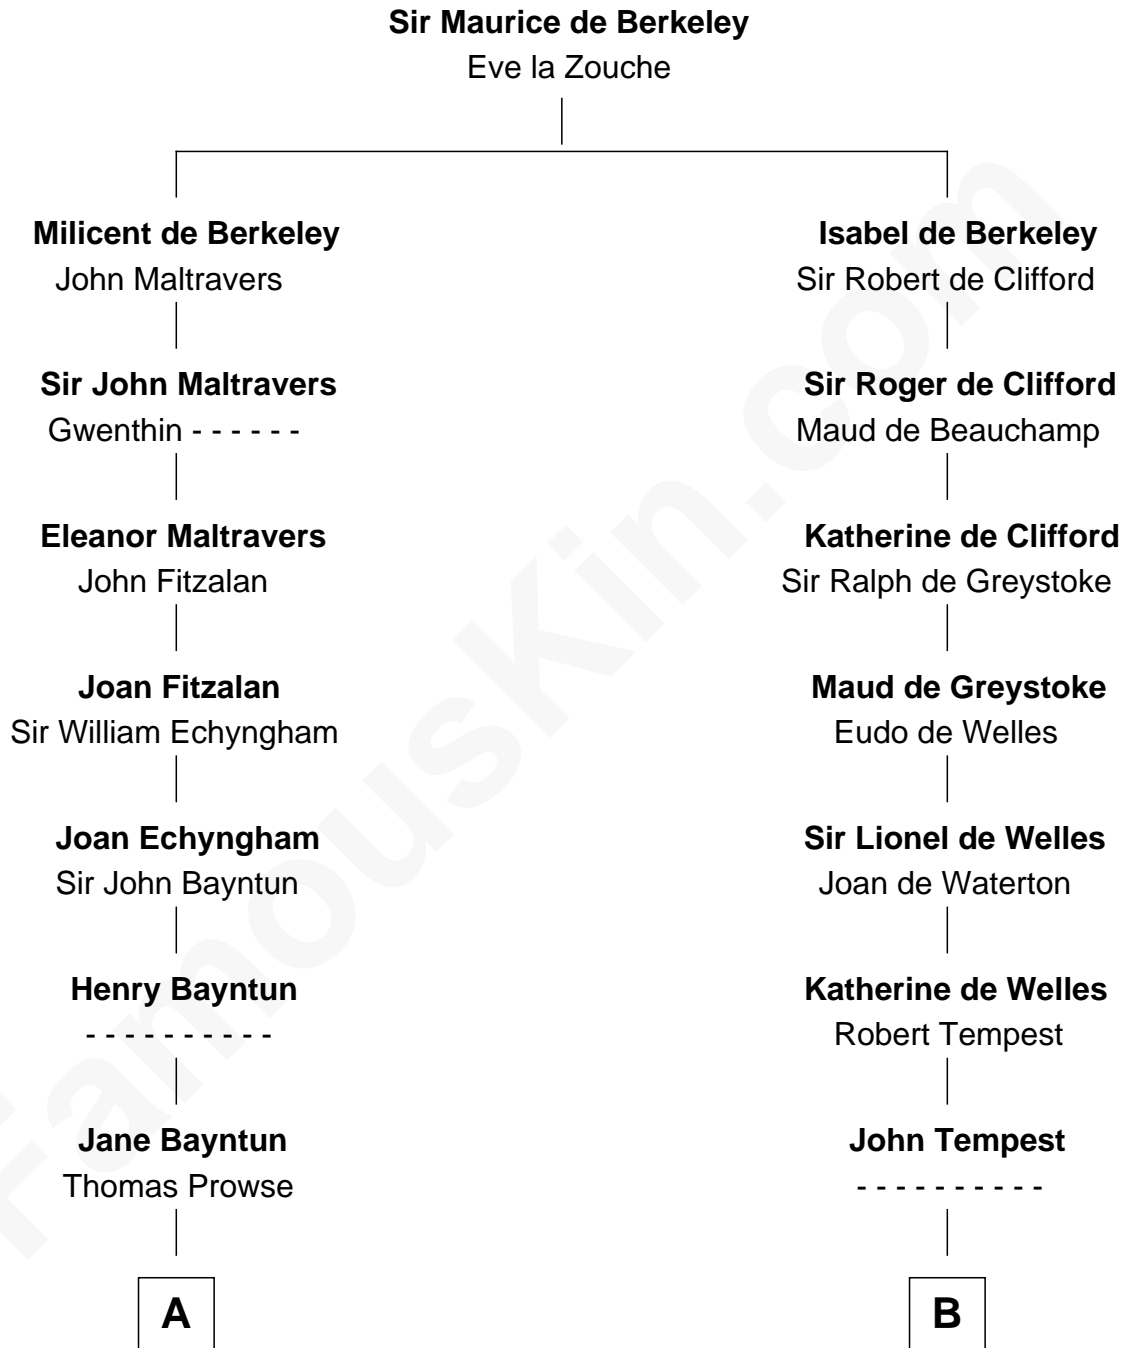 Sir Maurice de Berkeley
Eve la Zouche
Milicent de Berkeley
John Maltravers
Isabel de Berkeley
Sir Robert de Clifford
Sir John Maltravers
Gwenthin - - - - - -
Sir Roger de Clifford
Maud de Beauchamp
Eleanor Maltravers
John Fitzalan
Katherine de Clifford
Sir Ralph de Greystoke
Joan Fitzalan
Sir William Echyngham
Maud de Greystoke
Eudo de Welles
Joan Echyngham
Sir John Bayntun
Sir Lionel de Welles
Joan de Waterton
Henry Bayntun
- - - - - - - - - -
Katherine de Welles
Robert Tempest
Jane Bayntun
Thomas Prowse
John Tempest
- - - - - - - - - -
A
B
FamousKin.com